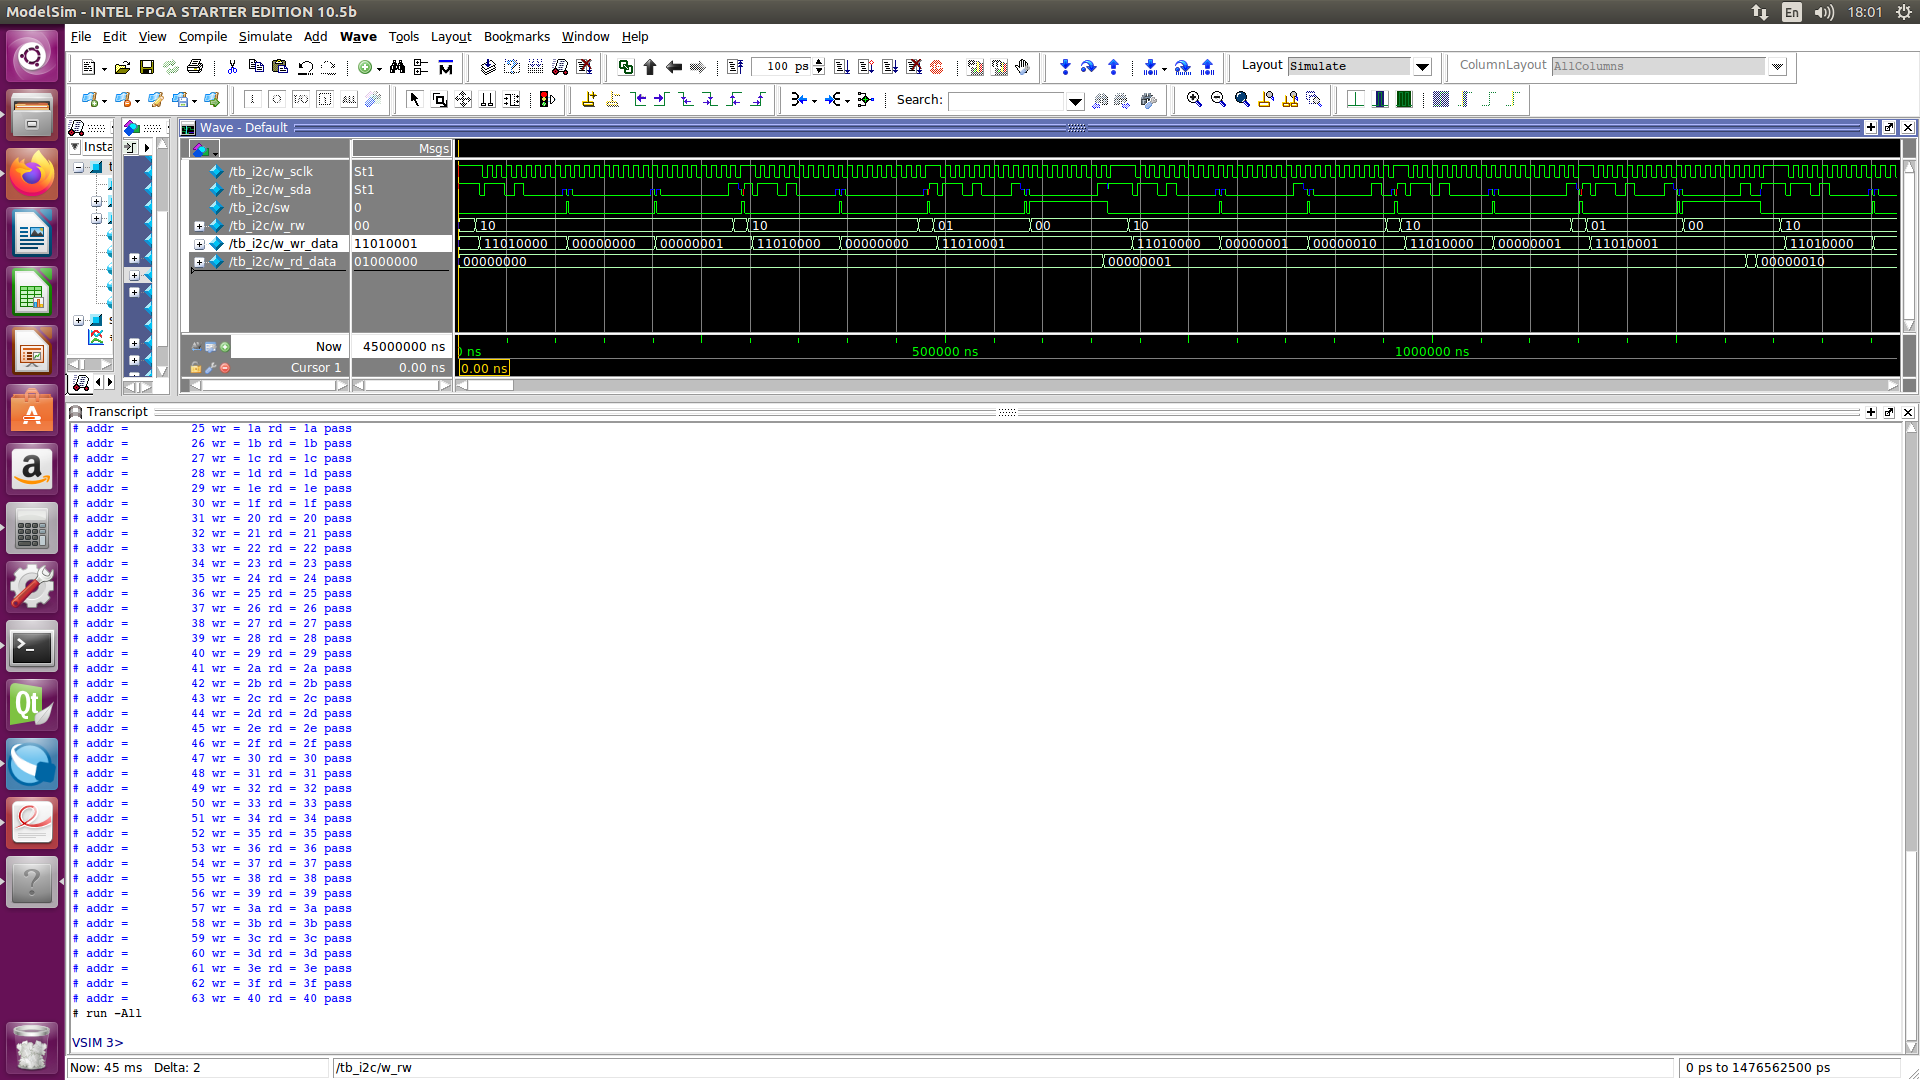 ModelSim - INTEL FPGA STARTER EDITION 10.5b
En 18:01
File Edit View Compile Simulate Add Wave Tools Layout Bookmarks Window Help
100 ps Layout Simulate ColumnLayout AllColumns
Search:
Wave - Default
Insta
Msgs
/tb_i2c/w_sclk St1
/tb_i2c/w_sda St1
/tb_i2c/sw 0
/tb_i2c/w_rw 00 10 10 01 00 10 10 01 00 10
/tb_i2c/w_wr_data 11010001 11010000 00000000 00000001 11010000 00000000 11010001 11010000 00000001 00000010 11010000 00000001 11010001 11010000
/tb_i2c/w_rd_data 01000000 00000000 00000001 00000010
Now 45000000 ns ns 500000 ns 1000000 ns
Cursor 1 0.00 ns 0.00 ns
Transcript
# addr = 25 wr = 1a rd = 1a pass
# addr = 26 wr = 1b rd = 1b pass
# addr = 27 wr = 1c rd = 1c pass
# addr = 28 wr = 1d rd = 1d pass
# addr = 29 wr = 1e rd = 1e pass
# addr = 30 wr = 1f rd = 1f pass
# addr = 31 wr = 20 rd = 20 pass
# addr = 32 wr = 21 rd = 21 pass
# addr = 33 wr = 22 rd = 22 pass
# addr = 34 wr = 23 rd = 23 pass
# addr = 35 wr = 24 rd = 24 pass
# addr = 36 wr = 25 rd = 25 pass
# addr = 37 wr = 26 rd = 26 pass
# addr = 38 wr = 27 rd = 27 pass
# addr = 39 wr = 28 rd = 28 pass
# addr = 40 wr = 29 rd = 29 pass
# addr = 41 wr = 2a rd = 2a pass
# addr = 42 wr = 2b rd = 2b pass
# addr = 43 wr = 2c rd = 2c pass
# addr = 44 wr = 2d rd = 2d pass
# addr = 45 wr = 2e rd = 2e pass
# addr = 46 wr = 2f rd = 2f pass
# addr = 47 wr = 30 rd = 30 pass
# addr = 48 wr = 31 rd = 31 pass
# addr = 49 wr = 32 rd = 32 pass
# addr = 50 wr = 33 rd = 33 pass
# addr = 51 wr = 34 rd = 34 pass
# addr = 52 wr = 35 rd = 35 pass
# addr = 53 wr = 36 rd = 36 pass
# addr = 54 wr = 37 rd = 37 pass
# addr = 55 wr = 38 rd = 38 pass
# addr = 56 wr = 39 rd = 39 pass
# addr = 57 wr = 3a rd = 3a pass
# addr = 58 wr = 3b rd = 3b pass
# addr = 59 wr = 3c rd = 3c pass
# addr = 60 wr = 3d rd = 3d pass
# addr = 61 wr = 3e rd = 3e pass
# addr = 62 wr = 3f rd = 3f pass
# addr = 63 wr = 40 rd = 40 pass
# run -All
VSIM 3>
Now: 45 ms Delta: 2 /tb_i2c/w_rw 0 ps to 1476562500 ps